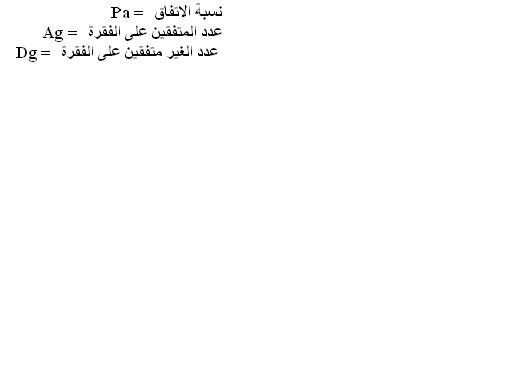 نسبة الاتفاق = Pa
عدد المتفقين على الفقرة = Ag
عدد الغير متفقين على الفقرة = Dg